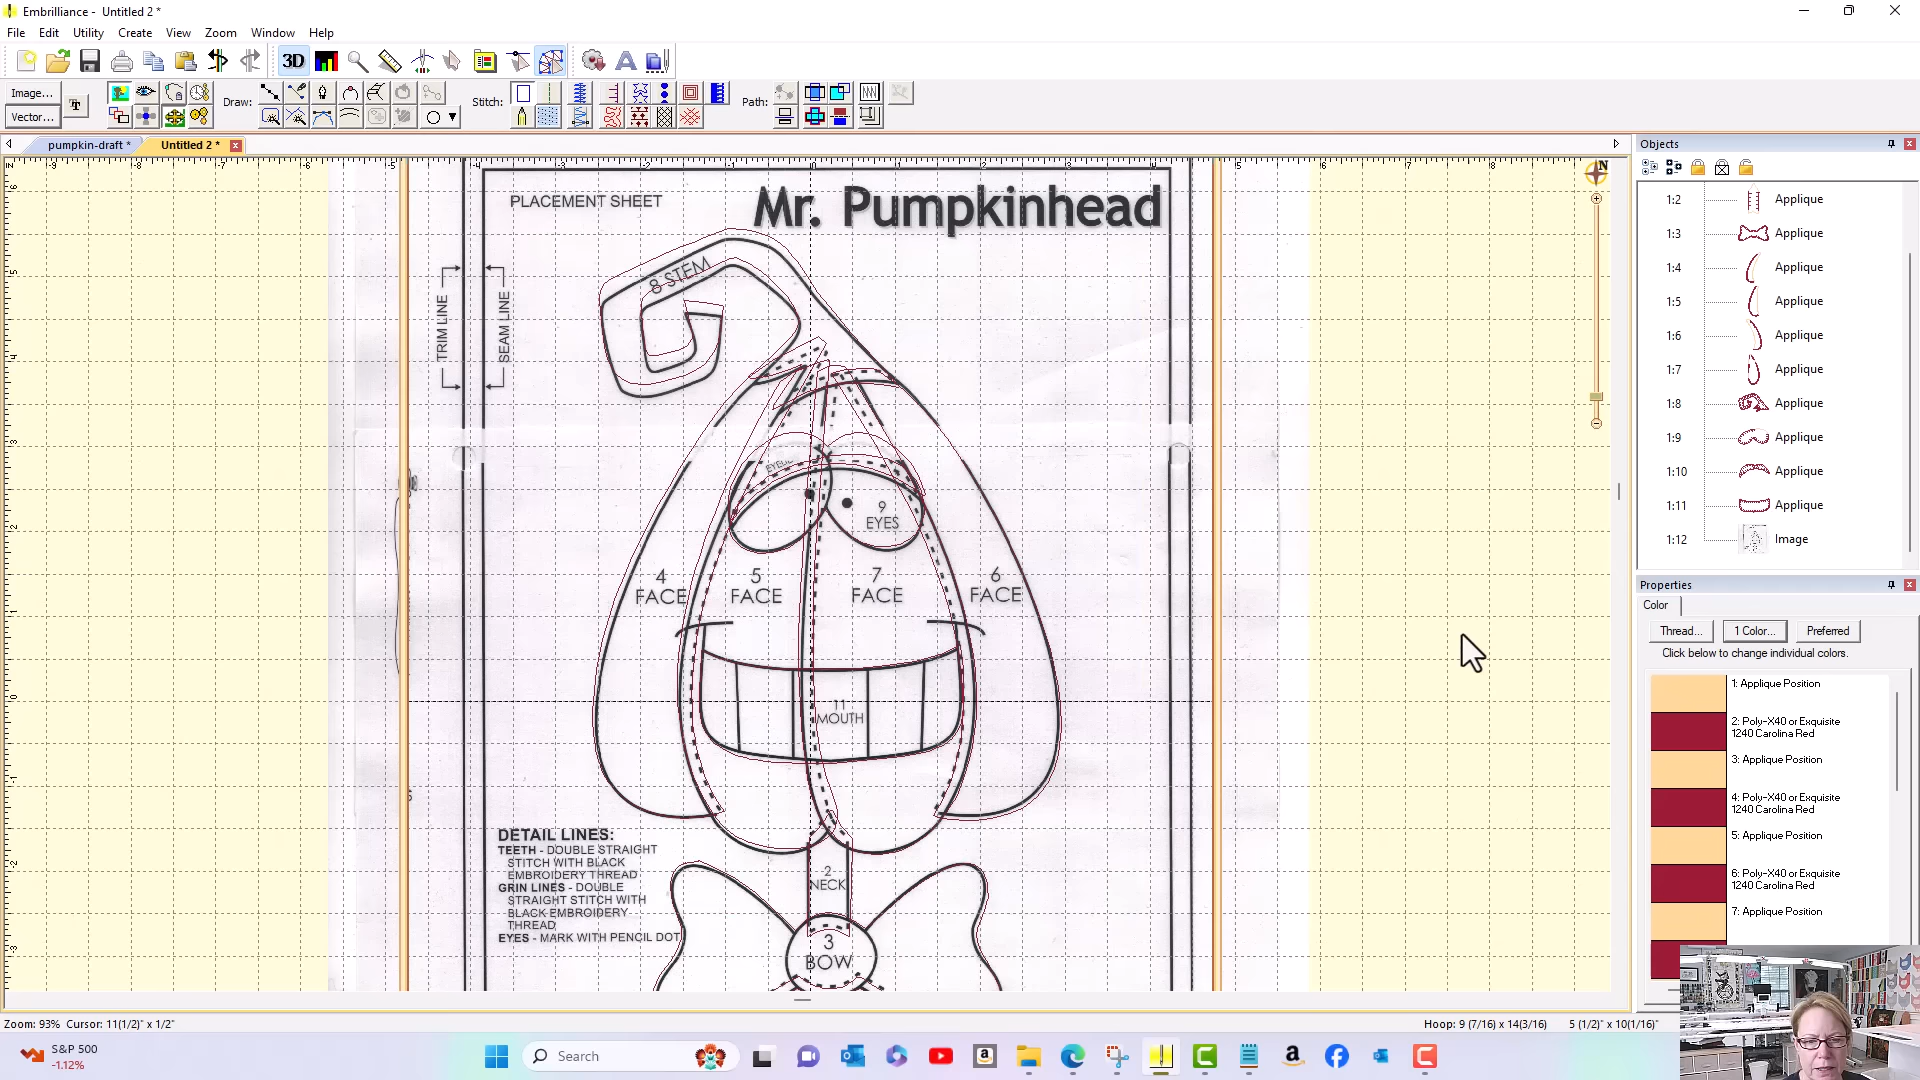 Embrilliance - Untitled 2 *
File Edit Utility Create View Zoom Window Help
3D
Image...
Vector...
Draw:
Stitch:
Path:
pumpkin-draft *
Untitled 2 *
PLACEMENT SHEET
Mr. Pumpkinhead
TRIM LINE
SEAM LINE
8 STEM
9
EYES
4
FACE
5
FACE
7
FACE
6
FACE
11
MOUTH
DETAIL LINES:
TEETH - DOUBLE STRAIGHT
STITCH WITH BLACK
EMBROIDERY THREAD
GRIN LINES - DOUBLE
STRAIGHT STITCH WITH
BLACK EMBROIDERY
THREAD
EYES - MARK WITH PENCIL DOT
2
NECK
3
BOW
Objects
1:2 Applique
1:3 Applique
1:4 Applique
1:5 Applique
1:6 Applique
1:7 Applique
1:8 Applique
1:9 Applique
1:10 Applique
1:11 Applique
1:12 Image
Properties
Color
Thread... 1 Color... Preferred
Click below to change individual colors.
1: Applique Position
2: Poly-X40 or Exquisite
1240 Carolina Red
3: Applique Position
4: Poly-X40 or Exquisite
1240 Carolina Red
5: Applique Position
6: Poly-X40 or Exquisite
1240 Carolina Red
7: Applique Position
Zoom: 93% Cursor: 11(1/2)" x 1/2"
Hoop: 9 (7/16) x 14(3/16)
5 (1/2)" x 10(1/16)"
S&P 500
-1.12%
Search